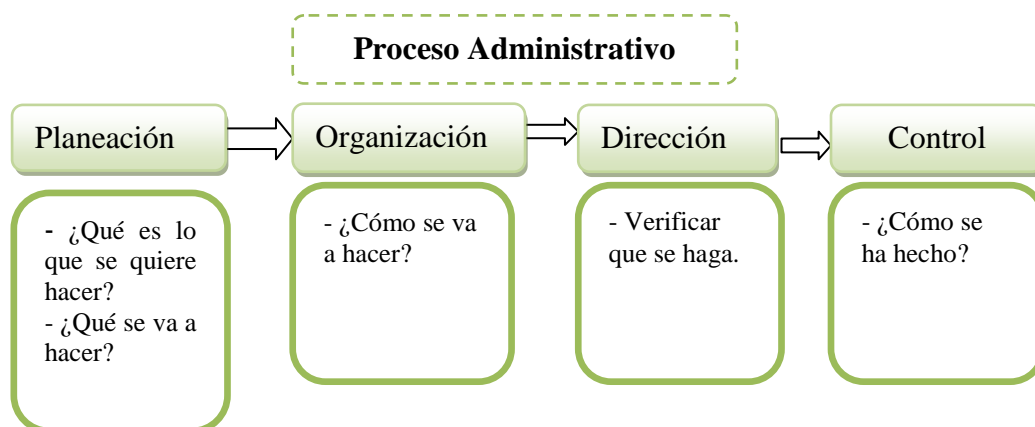 Proceso Administrativo
Planeación
Organización
Dirección
Control
- ¿Qué es lo
que se quiere
hacer?
- ¿Qué se va a
hacer?
- ¿Cómo se va
a hacer?
- Verificar
que se haga.
- ¿Cómo se
ha hecho?